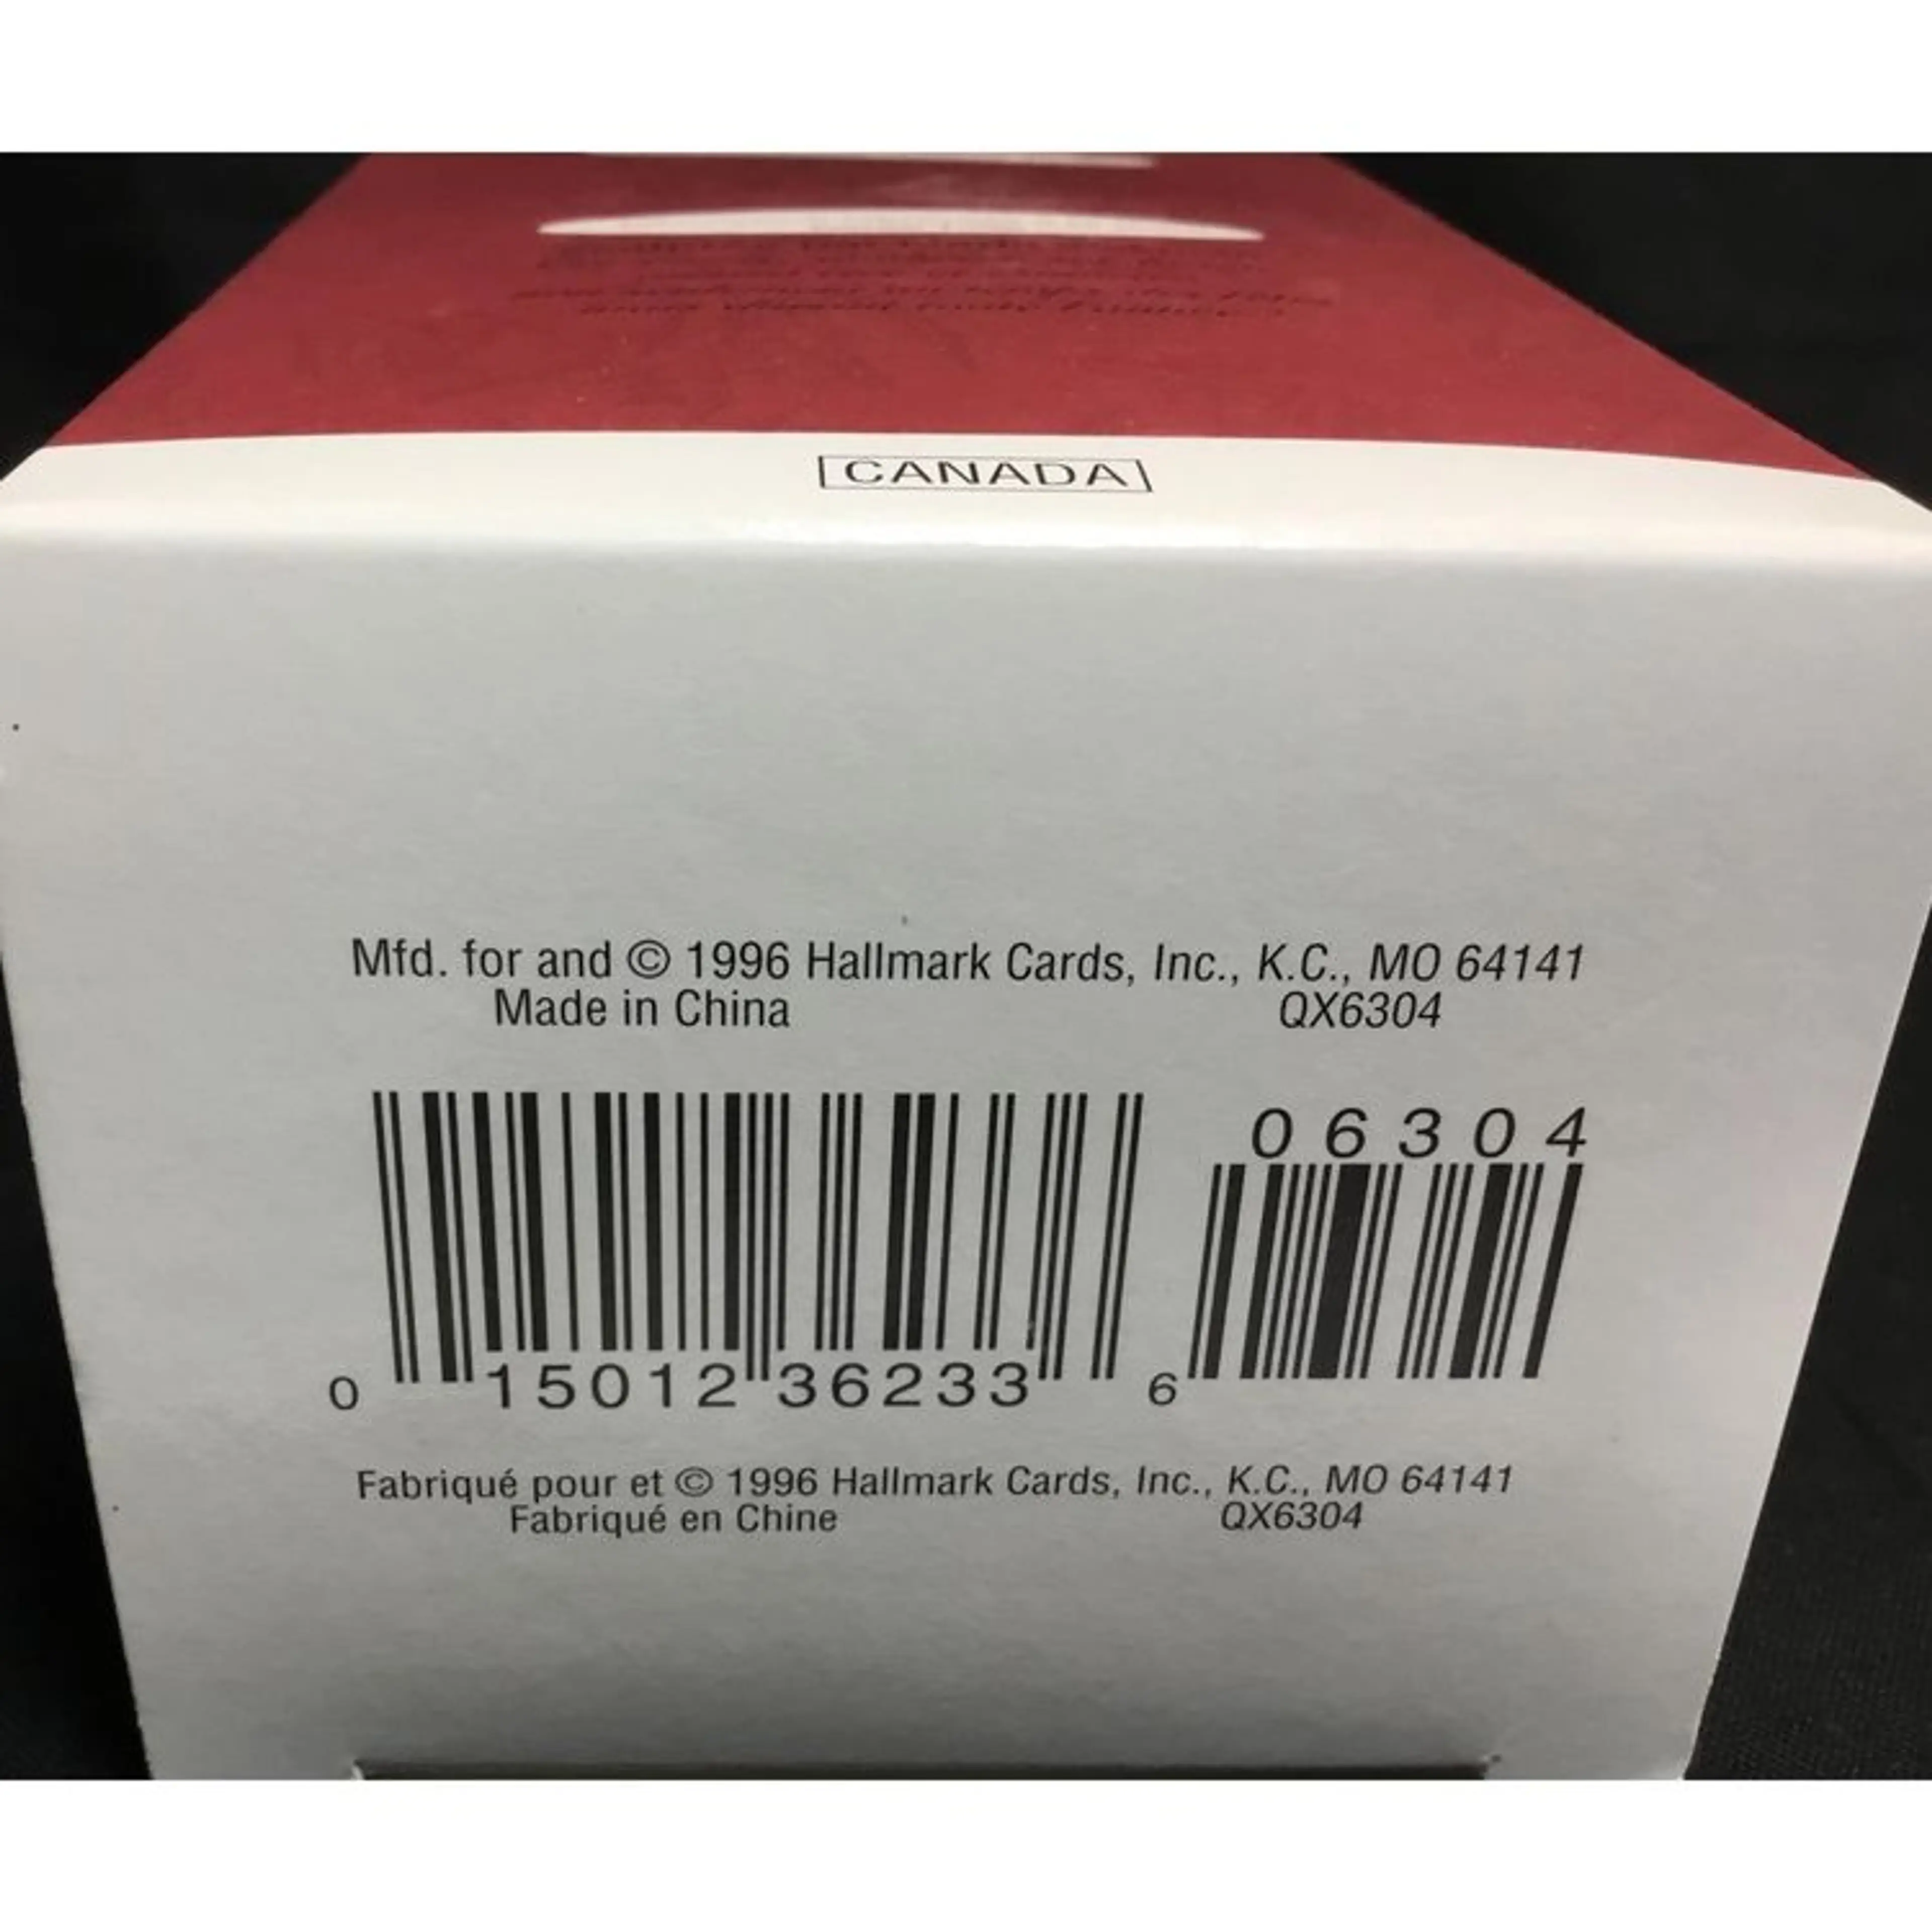 CANADA
Mfd. for and © 1996 Hallmark Cards, Inc., K.C., MO 64141
Made in China QX6304
06304
0 15012 36233 6
Fabriqué pour et © 1996 Hallmark Cards, Inc., K.C., MO 64141
Fabriqué en Chine QX6304